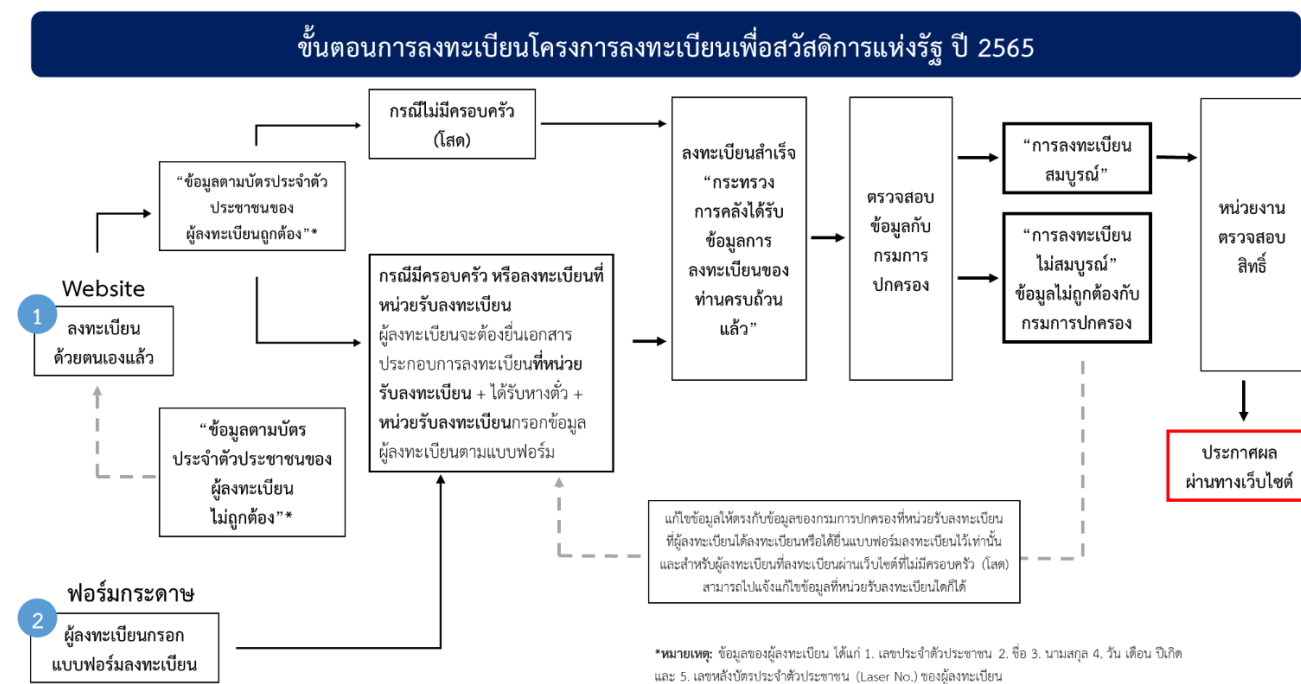 ขั้นตอนการลงทะเบียนโครงการลงทะเบียนเพื่อสวัสดิการแห่งรัฐ ปี 2565
Website
1
ลงทะเบียน
ด้วยตนเองแล้ว
“ข้อมูลตามบัตรประจำตัว
ประชาชนของ
ผู้ลงทะเบียนถูกต้อง”*
“ข้อมูลตามบัตร
ประจำตัวประชาชนของ
ผู้ลงทะเบียน
ไม่ถูกต้อง”*
กรณีไม่มีครอบครัว
(โสด)
กรณีมีครอบครัว หรือลงทะเบียนที่
หน่วยรับลงทะเบียน
ผู้ลงทะเบียนจะต้องยื่นเอกสาร
ประกอบการลงทะเบียนที่หน่วย
รับลงทะเบียน + ได้รับหางตั๋ว +
หน่วยรับลงทะเบียนกรอกข้อมูล
ผู้ลงทะเบียนตามแบบฟอร์ม
ลงทะเบียนสำเร็จ
“กระทรวง
การคลังได้รับ
ข้อมูลการ
ลงทะเบียนของ
ท่านครบถ้วน
แล้ว”
ตรวจสอบ
ข้อมูลกับ
กรมการ
ปกครอง
“การลงทะเบียน
สมบูรณ์”
“การลงทะเบียน
ไม่สมบูรณ์”
ข้อมูลไม่ถูกต้องกับ
กรมการปกครอง
หน่วยงาน
ตรวจสอบ
สิทธิ์
ประกาศผล
ผ่านทางเว็บไซต์
แก้ไขข้อมูลให้ตรงกับข้อมูลของกรมการปกครองที่หน่วยรับลงทะเบียน
ที่ผู้ลงทะเบียนได้ลงทะเบียนหรือได้ยื่นแบบฟอร์มลงทะเบียนไว้เท่านั้น
และสำหรับผู้ลงทะเบียนที่ลงทะเบียนผ่านเว็บไซต์ที่ไม่มีครอบครัว (โสด)
สามารถไปแจ้งแก้ไขข้อมูลที่หน่วยรับลงทะเบียนใดก็ได้
ฟอร์มกระดาษ
2
ผู้ลงทะเบียนกรอก
แบบฟอร์มลงทะเบียน
*หมายเหตุ: ข้อมูลของผู้ลงทะเบียน ได้แก่ 1. เลขประจำตัวประชาชน 2. ชื่อ 3. นามสกุล 4. วัน เดือน ปีเกิด
และ 5. เลขหลังบัตรประจำตัวประชาชน (Laser No.) ของผู้ลงทะเบียน